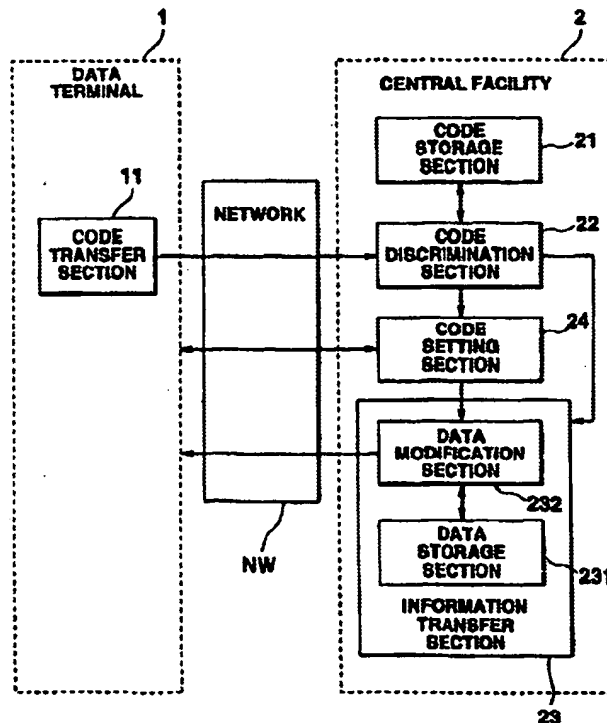 1
2
DATA
TERMINAL
CENTRAL FACILITY
CODE
STORAGE
SECTION
21
11
NETWORK
22
CODE
TRANSFER
SECTION
CODE
DISCRIMINATION
SECTION
24
CODE
SETTING
SECTION
DATA
MODIFICATION
SECTION
232
NW
DATA
STORAGE
SECTION
231
INFORMATION
TRANSFER
SECTION
23